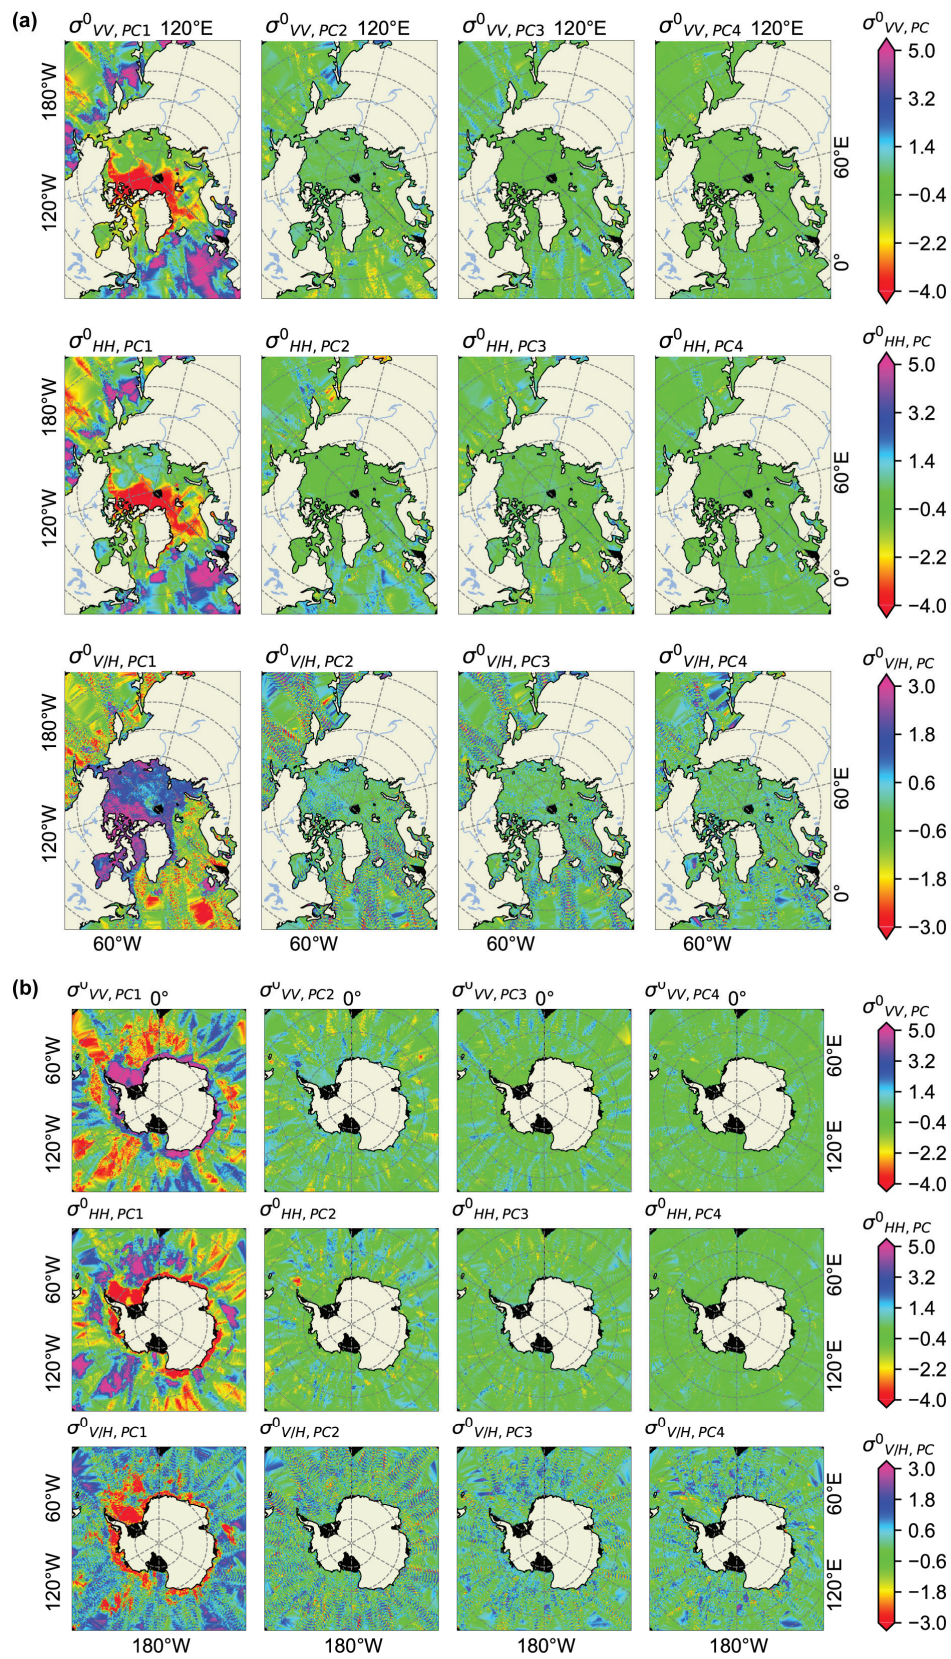 (a)
σ⁰VV, PC1 120°E σ⁰VV, PC2 120°E σ⁰VV, PC3 120°E σ⁰VV, PC4 120°E σ⁰VV, PC
180°W
120°W
60°E
0°
5.0
3.2
1.4
−0.4
−2.2
−4.0
σ⁰HH, PC1 σ⁰HH, PC2 σ⁰HH, PC3 σ⁰HH, PC4 σ⁰HH, PC
180°W
120°W
60°E
0°
5.0
3.2
1.4
−0.4
−2.2
−4.0
σ⁰V/H, PC1 σ⁰V/H, PC2 σ⁰V/H, PC3 σ⁰V/H, PC4 σ⁰V/H, PC
180°W
120°W
60°E
0°
3.0
1.8
0.6
−0.6
−1.8
−3.0
60°W 60°W 60°W 60°W
(b)
σ⁰VV, PC1 0° σ⁰VV, PC2 0° σ⁰VV, PC3 0° σ⁰VV, PC4 0° σ⁰VV, PC
60°W
120°W
60°E
120°E
5.0
3.2
1.4
−0.4
−2.2
−4.0
σ⁰HH, PC1 σ⁰HH, PC2 σ⁰HH, PC3 σ⁰HH, PC4 σ⁰HH, PC
60°W
120°W
60°E
120°E
5.0
3.2
1.4
−0.4
−2.2
−4.0
σ⁰V/H, PC1 σ⁰V/H, PC2 σ⁰V/H, PC3 σ⁰V/H, PC4 σ⁰V/H, PC
60°W
120°W
60°E
120°E
3.0
1.8
0.6
−0.6
−1.8
−3.0
180°W 180°W 180°W 180°W